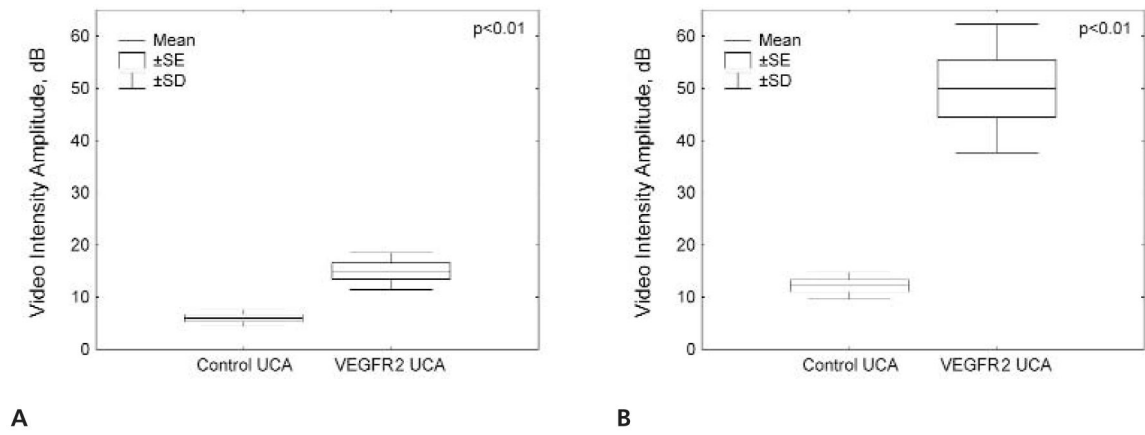 60
50
40
30
20
10
0
Video Intensity Amplitude, dB
Mean
±SE
±SD
p<0.01
Control UCA VEGFR2 UCA
A
60
50
40
30
20
10
0
Video Intensity Amplitude, dB
Mean
±SE
±SD
p<0.01
Control UCA VEGFR2 UCA
B